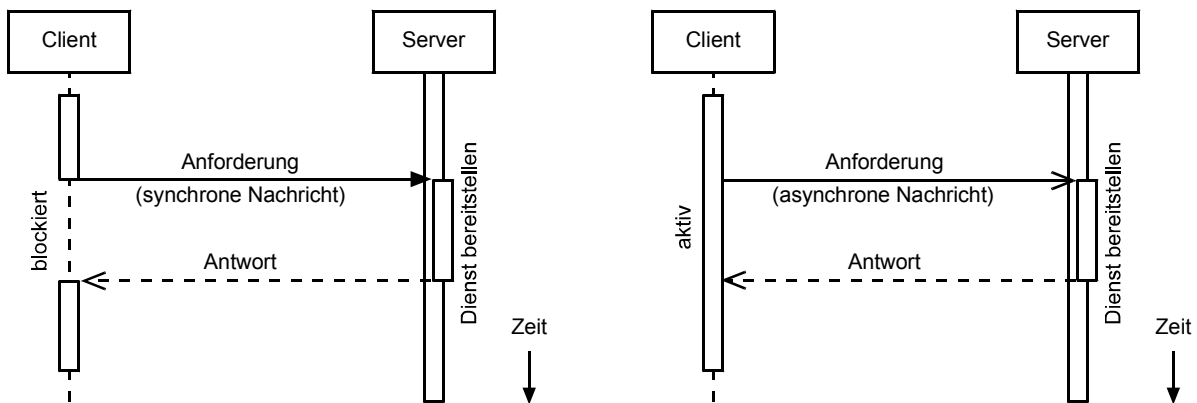 Client
Server
Anforderung
(synchrone Nachricht)
blockiert
Antwort
Dienst bereitstellen
Zeit
Client
Server
Anforderung
(asynchrone Nachricht)
aktiv
Antwort
Dienst bereitstellen
Zeit